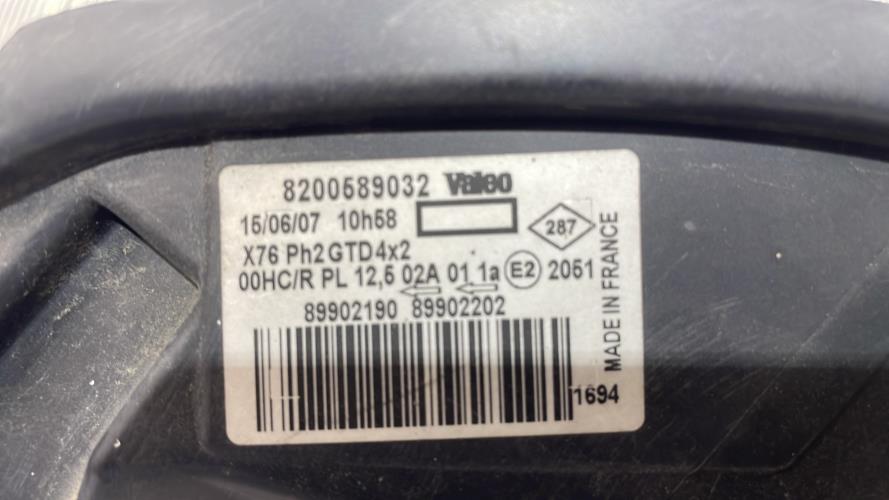 8200589032 Valeo
15/06/07 10h58
287
X76 Ph2 GTD 4x2
00HC/R PL 12,5 02A 01 1a E2 2051
89902190 89902202
1694
MADE IN FRANCE